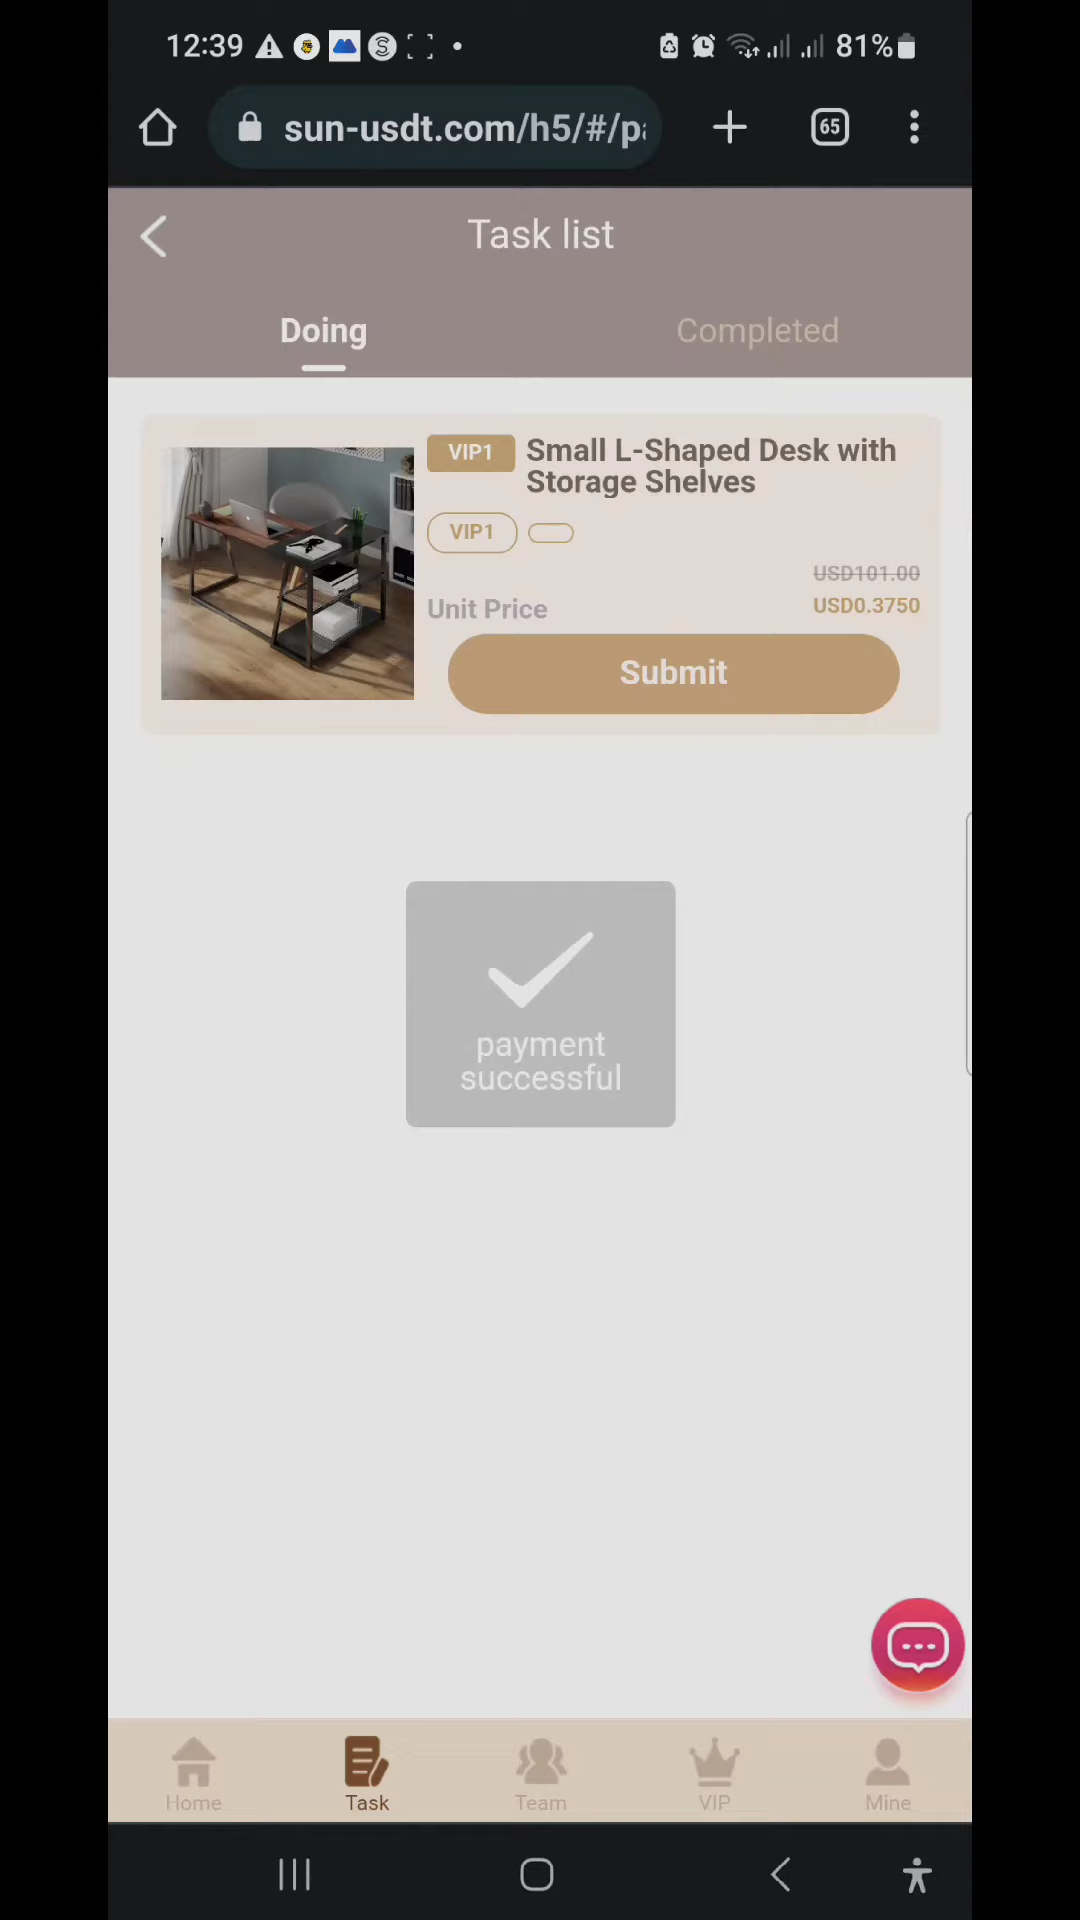 12:39
81%
sun-usdt.com/h5/#/pa
65
Task list
Doing
Completed
VIP1
Small L-Shaped Desk with
Storage Shelves
VIP1
USD101.00
Unit Price
USD0.3750
Submit
payment
successful
Home
Task
Team
VIP
Mine